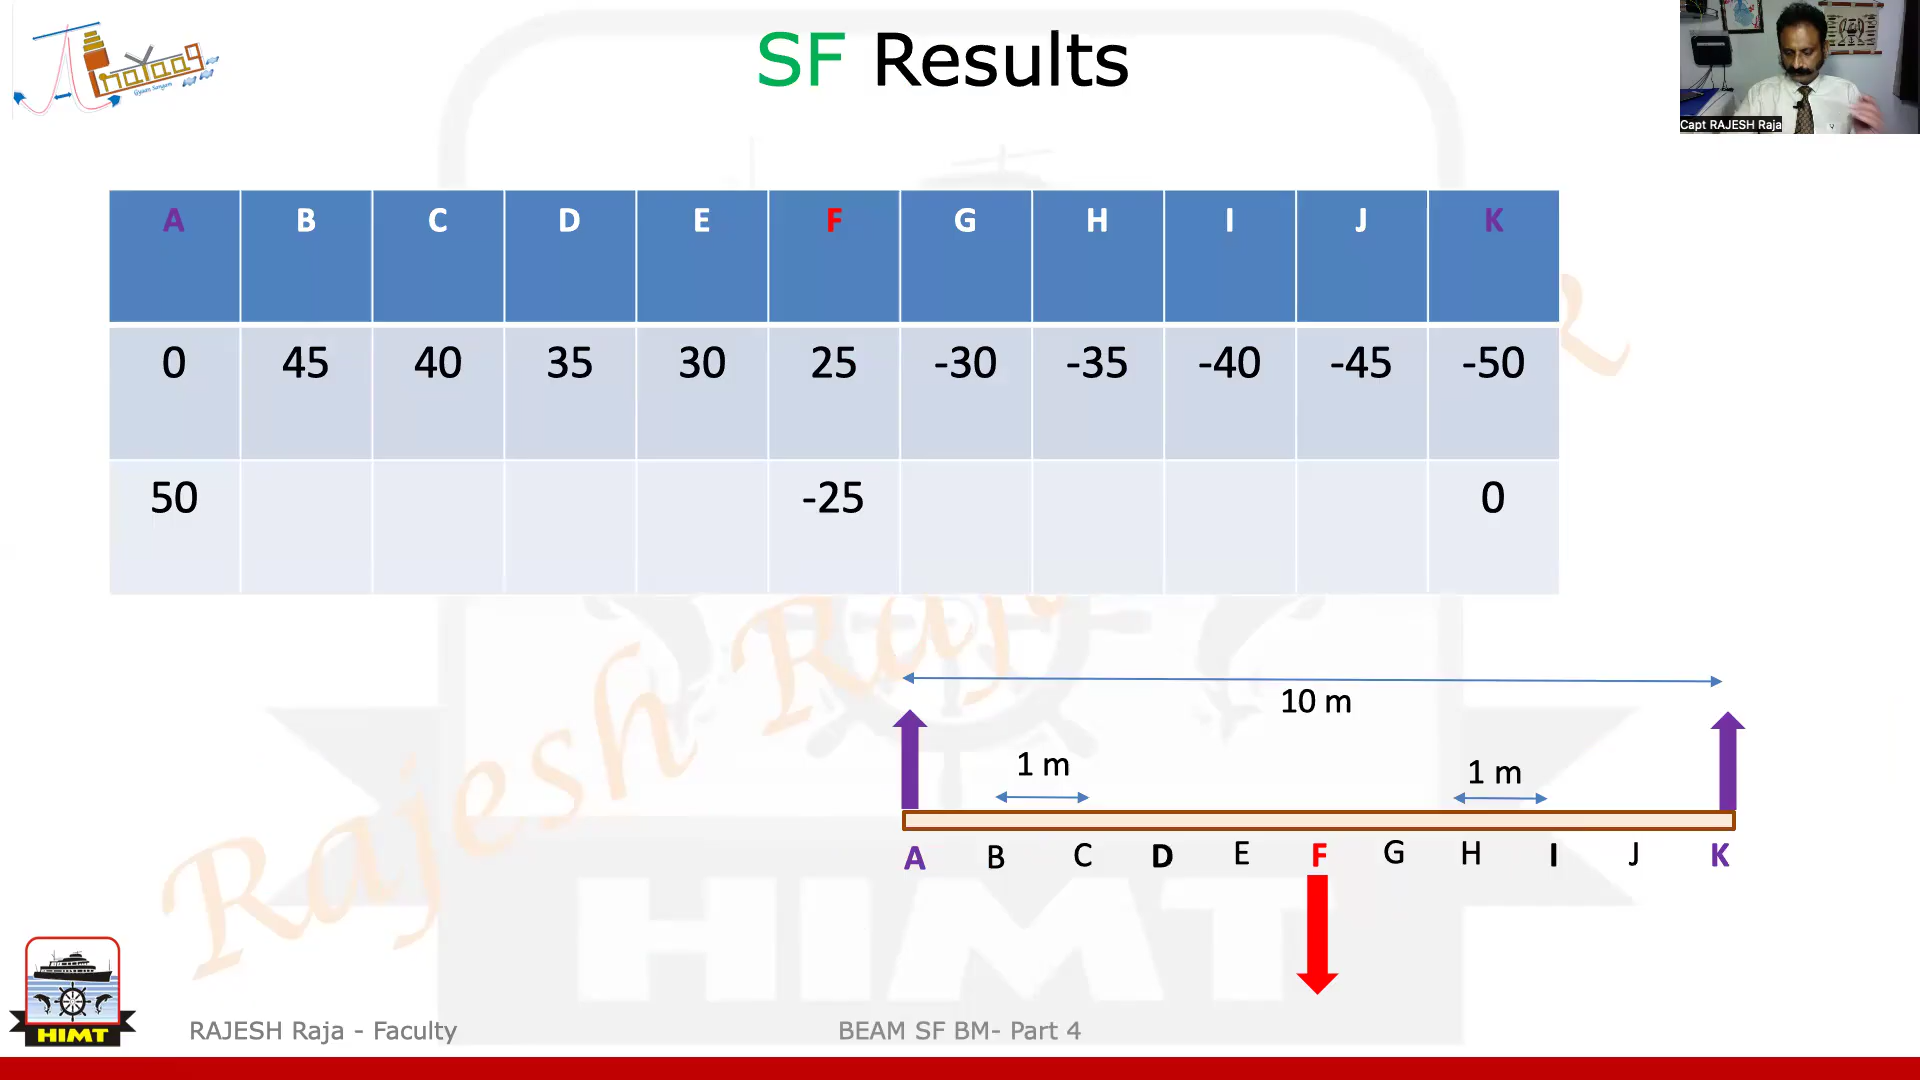 SF Results
Capt RAJESH Raja
A B C D E F G H I J K
0 45 40 35 30 25 -30 -35 -40 -45 -50
50 -25 0
10 m
1 m 1 m
A B C D E F G H I J K
Rajesh Raja
HIMT
HIMT
RAJESH Raja - Faculty
BEAM SF BM- Part 4